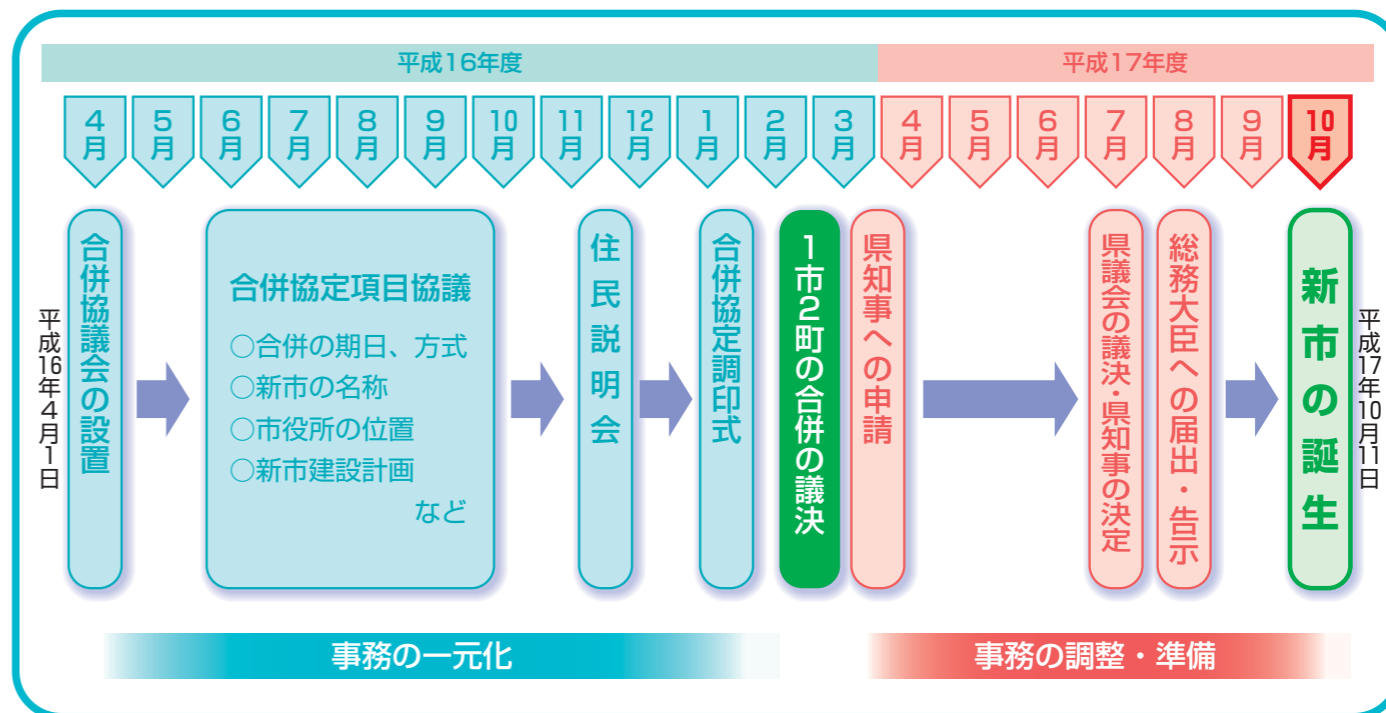 平成16年度
平成17年度
4月
5月
6月
7月
8月
9月
10月
11月
12月
1月
2月
3月
4月
5月
6月
7月
8月
9月
10月
平成16年4月1日
合併協議会の設置
合併協定項目協議
○合併の期日、方式
○新市の名称
○市役所の位置
○新市建設計画
など
住民説明会
合併協定調印式
1市2町の合併の議決
県知事への申請
県議会の議決・県知事の決定
総務大臣への届出・告示
新市の誕生
平成17年10月11日
事務の一元化
事務の調整・準備